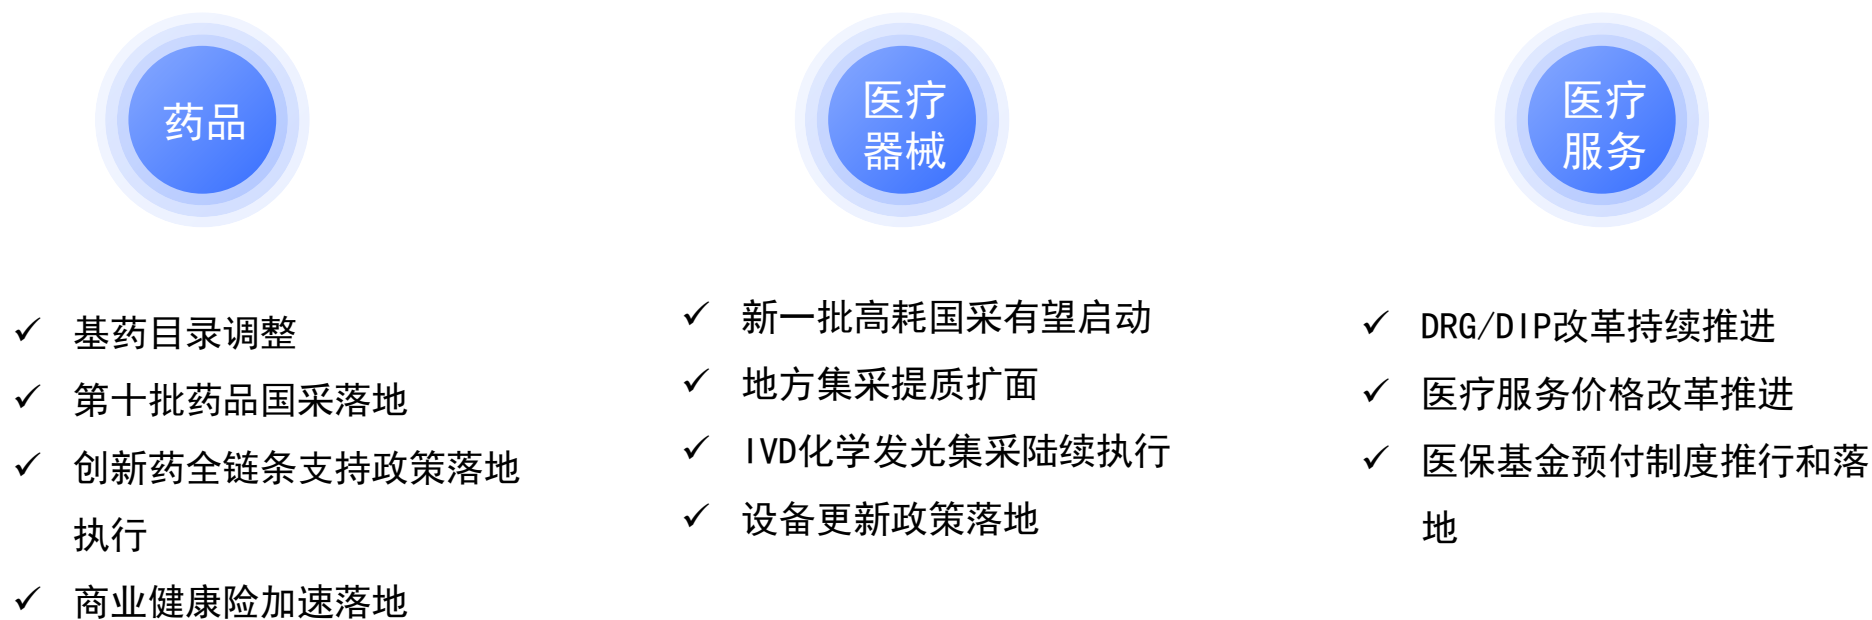 药品
基药目录调整
第十批药品国采落地
创新药全链条支持政策落地
执行
商业健康险加速落地
医疗
器械
新一批高耗国采有望启动
地方集采提质扩面
IVD化学发光集采陆续执行
设备更新政策落地
医疗
服务
DRG/DIP改革持续推进
医疗服务价格改革推进
医保基金预付制度推行和落
地